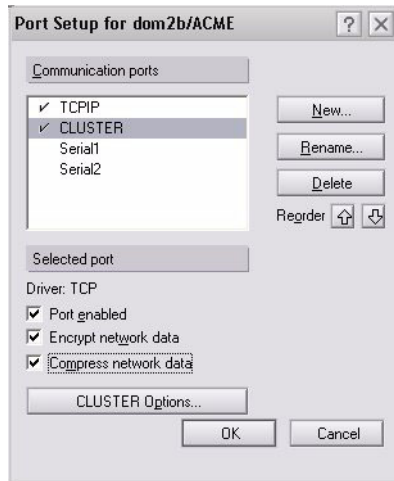 Port Setup for dom2b/ACME
Communication ports
TCPIP
CLUSTER
Serial1
Serial2
New...
Rename...
Delete
Reorder
Selected port
Driver: TCP
Port enabled
Encrypt network data
Compress network data
CLUSTER Options...
OK
Cancel